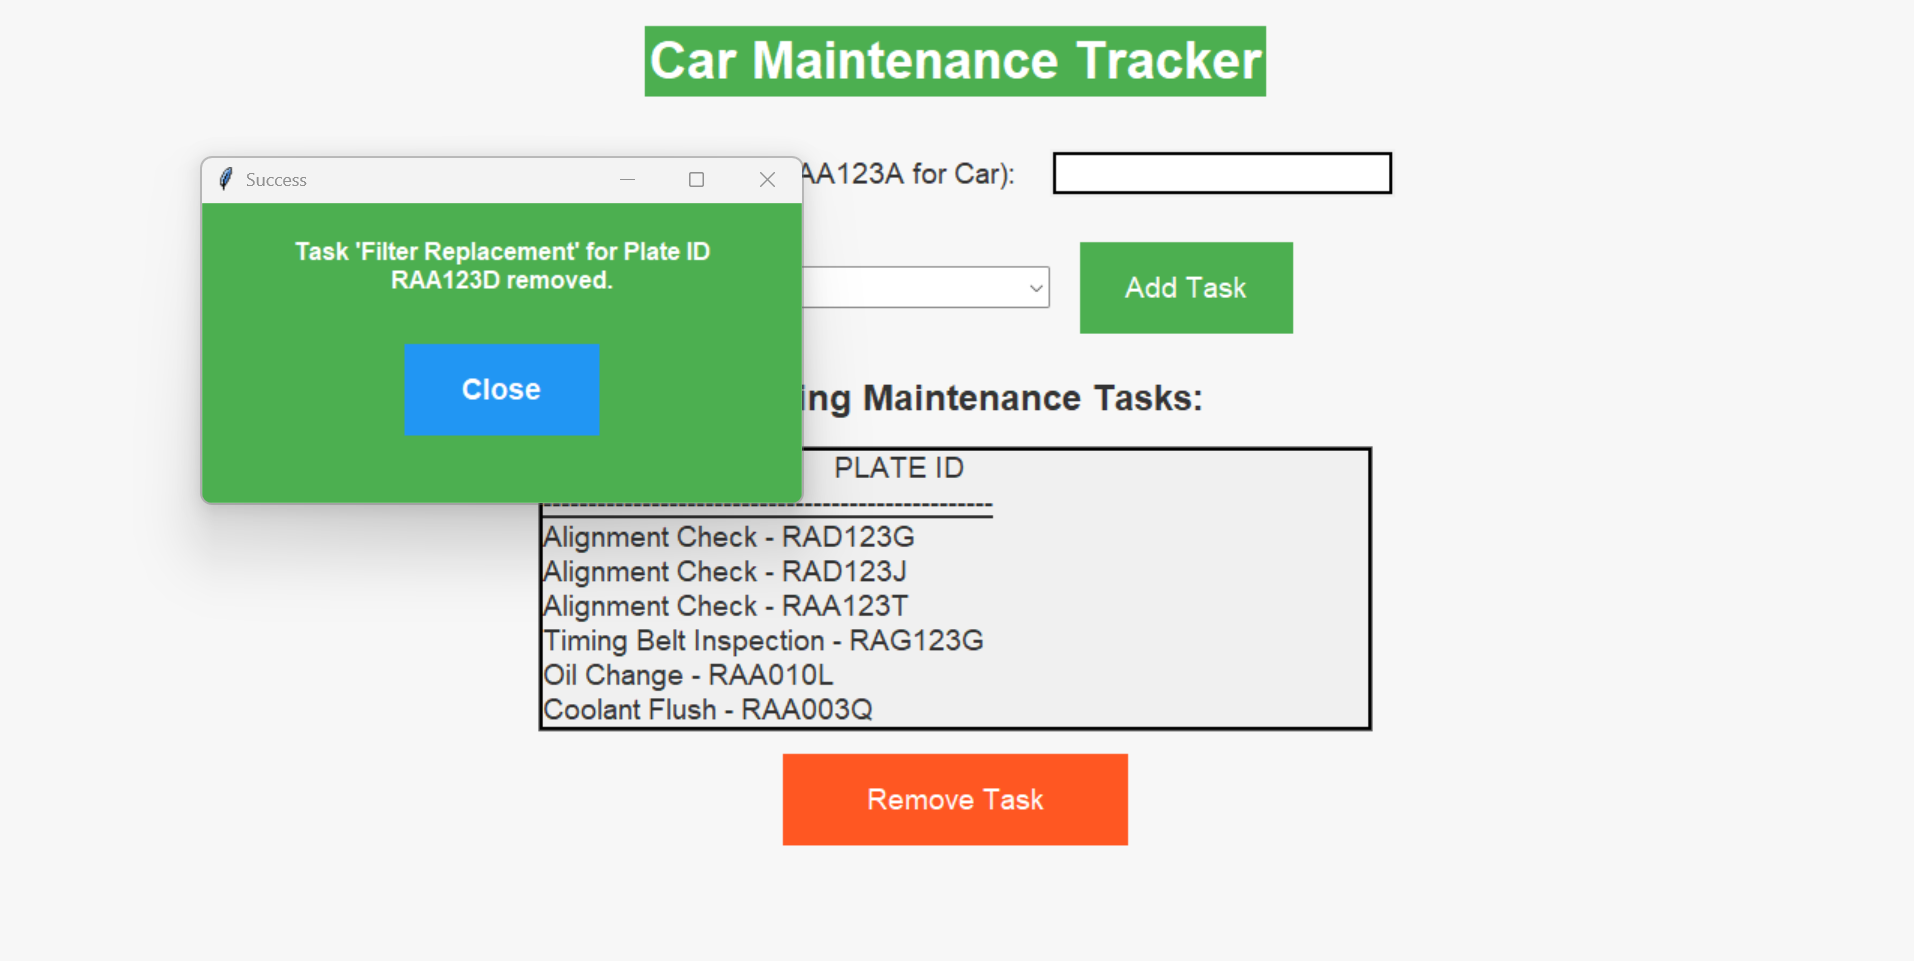 Car Maintenance Tracker
Success
AA123A for Car):
Task 'Filter Replacement' for Plate ID
RAA123D removed.
Add Task
Close
ing Maintenance Tasks:
PLATE ID
--------------------------------------------------
Alignment Check - RAD123G
Alignment Check - RAD123J
Alignment Check - RAA123T
Timing Belt Inspection - RAG123G
Oil Change - RAA010L
Coolant Flush - RAA003Q
Remove Task